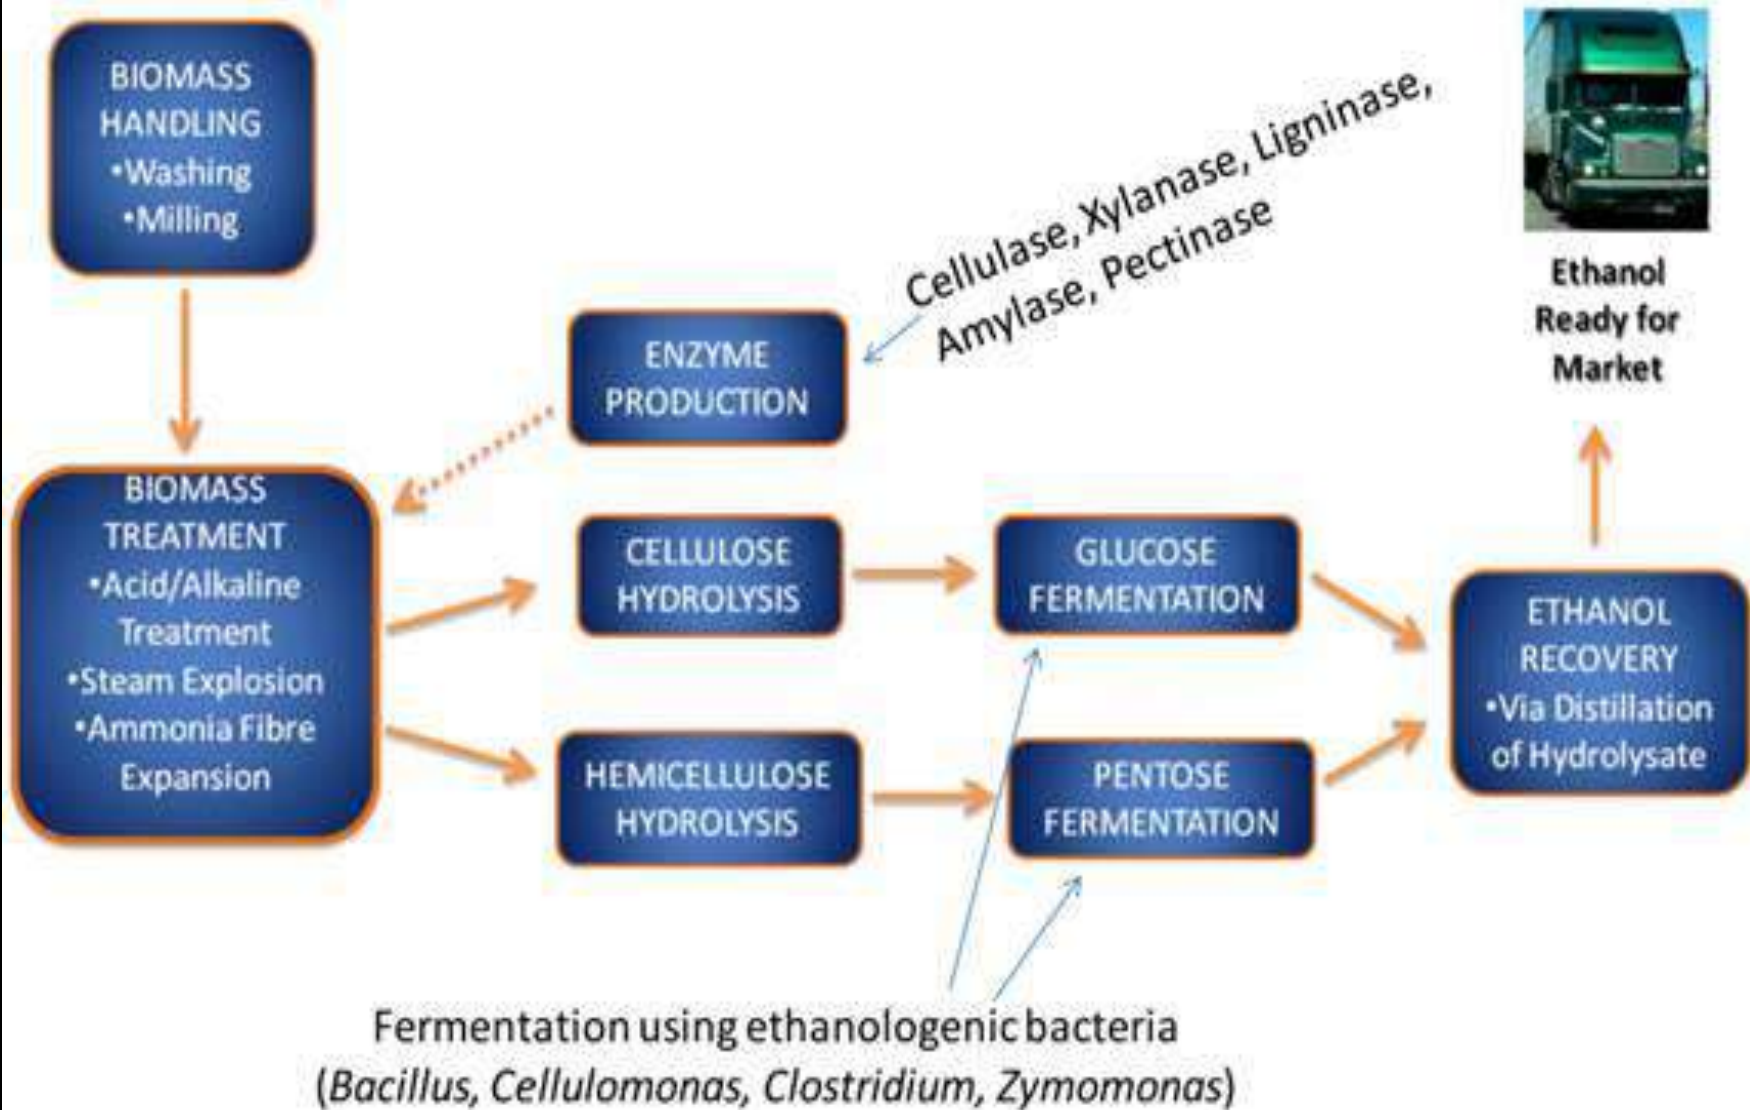 BIOMASS
HANDLING
•Washing
•Milling
Cellulase, Xylanase, Ligninase,
Amylase, Pectinase
Ethanol
Ready for
Market
ENZYME
PRODUCTION
BIOMASS
TREATMENT
•Acid/Alkaline
Treatment
•Steam Explosion
•Ammonia Fibre
Expansion
CELLULOSE
HYDROLYSIS
GLUCOSE
FERMENTATION
HEMICELLULOSE
HYDROLYSIS
PENTOSE
FERMENTATION
ETHANOL
RECOVERY
•Via Distillation
of Hydrolysate
Fermentation using ethanologenic bacteria
(Bacillus, Cellulomonas, Clostridium, Zymomonas)